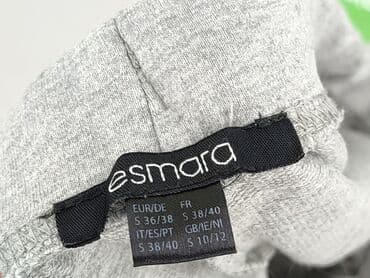 esmara
EUR/DE FR
S 36/38 S 38/40
IT/ES/PT GB/IE/NI
S 38/40 S 10/12